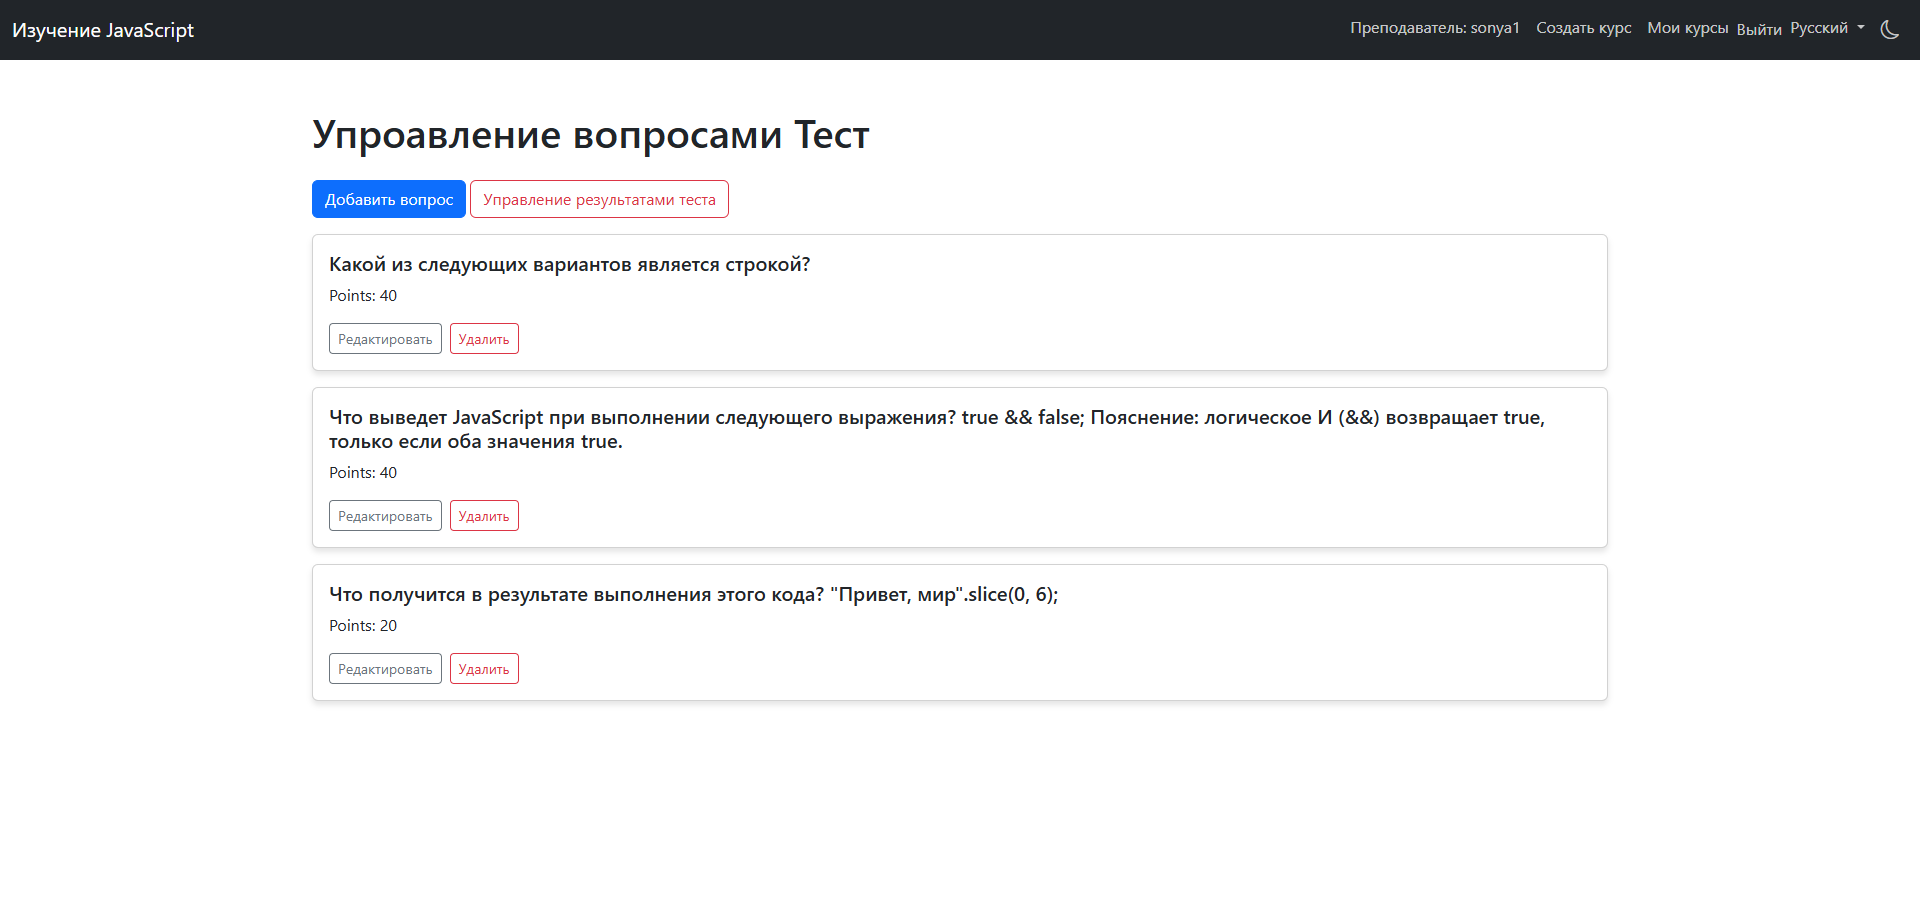 Изучение JavaScript
Преподаватель: sonya1 Создать курс Мои курсы Выйти Русский
Упроавление вопросами Тест
Добавить вопрос Управление результатами теста
Какой из следующих вариантов является строкой?
Points: 40
Редактировать Удалить
Что выведет JavaScript при выполнении следующего выражения? true && false; Пояснение: логическое И (&&) возвращает true,
только если оба значения true.
Points: 40
Редактировать Удалить
Что получится в результате выполнения этого кода? "Привет, мир".slice(0, 6);
Points: 20
Редактировать Удалить